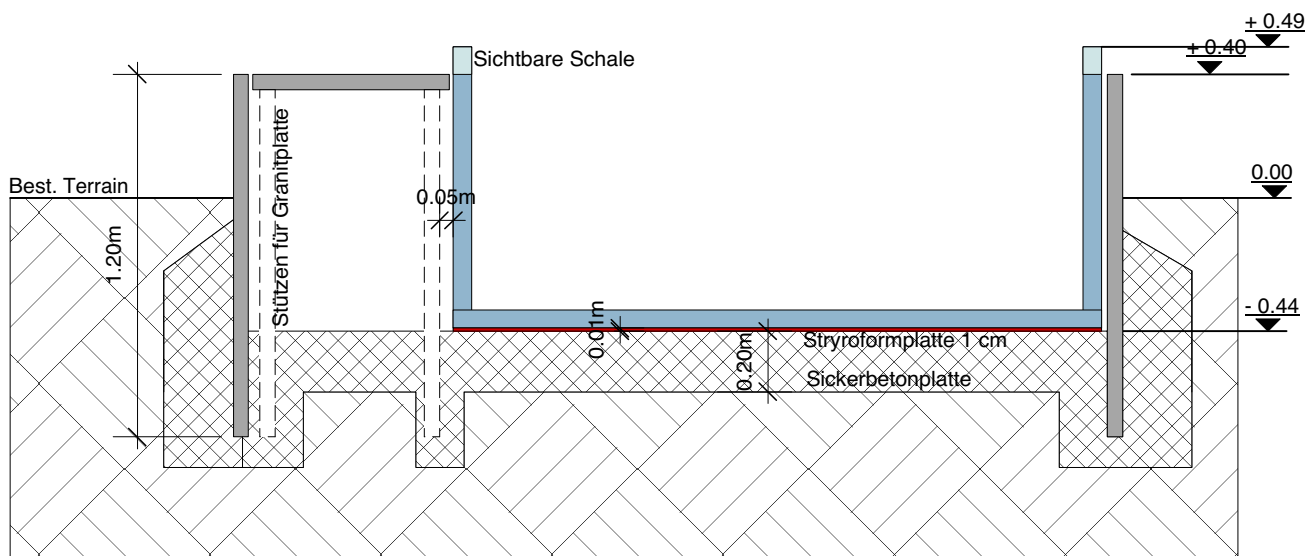 + 0.49
+ 0.40
Sichtbare Schale
Best. Terrain
0.00
0.05m
Stützen für Granitplatte
1.20m
- 0.44
0.01m
Stryroformplatte 1 cm
0.20m
Sickerbetonplatte